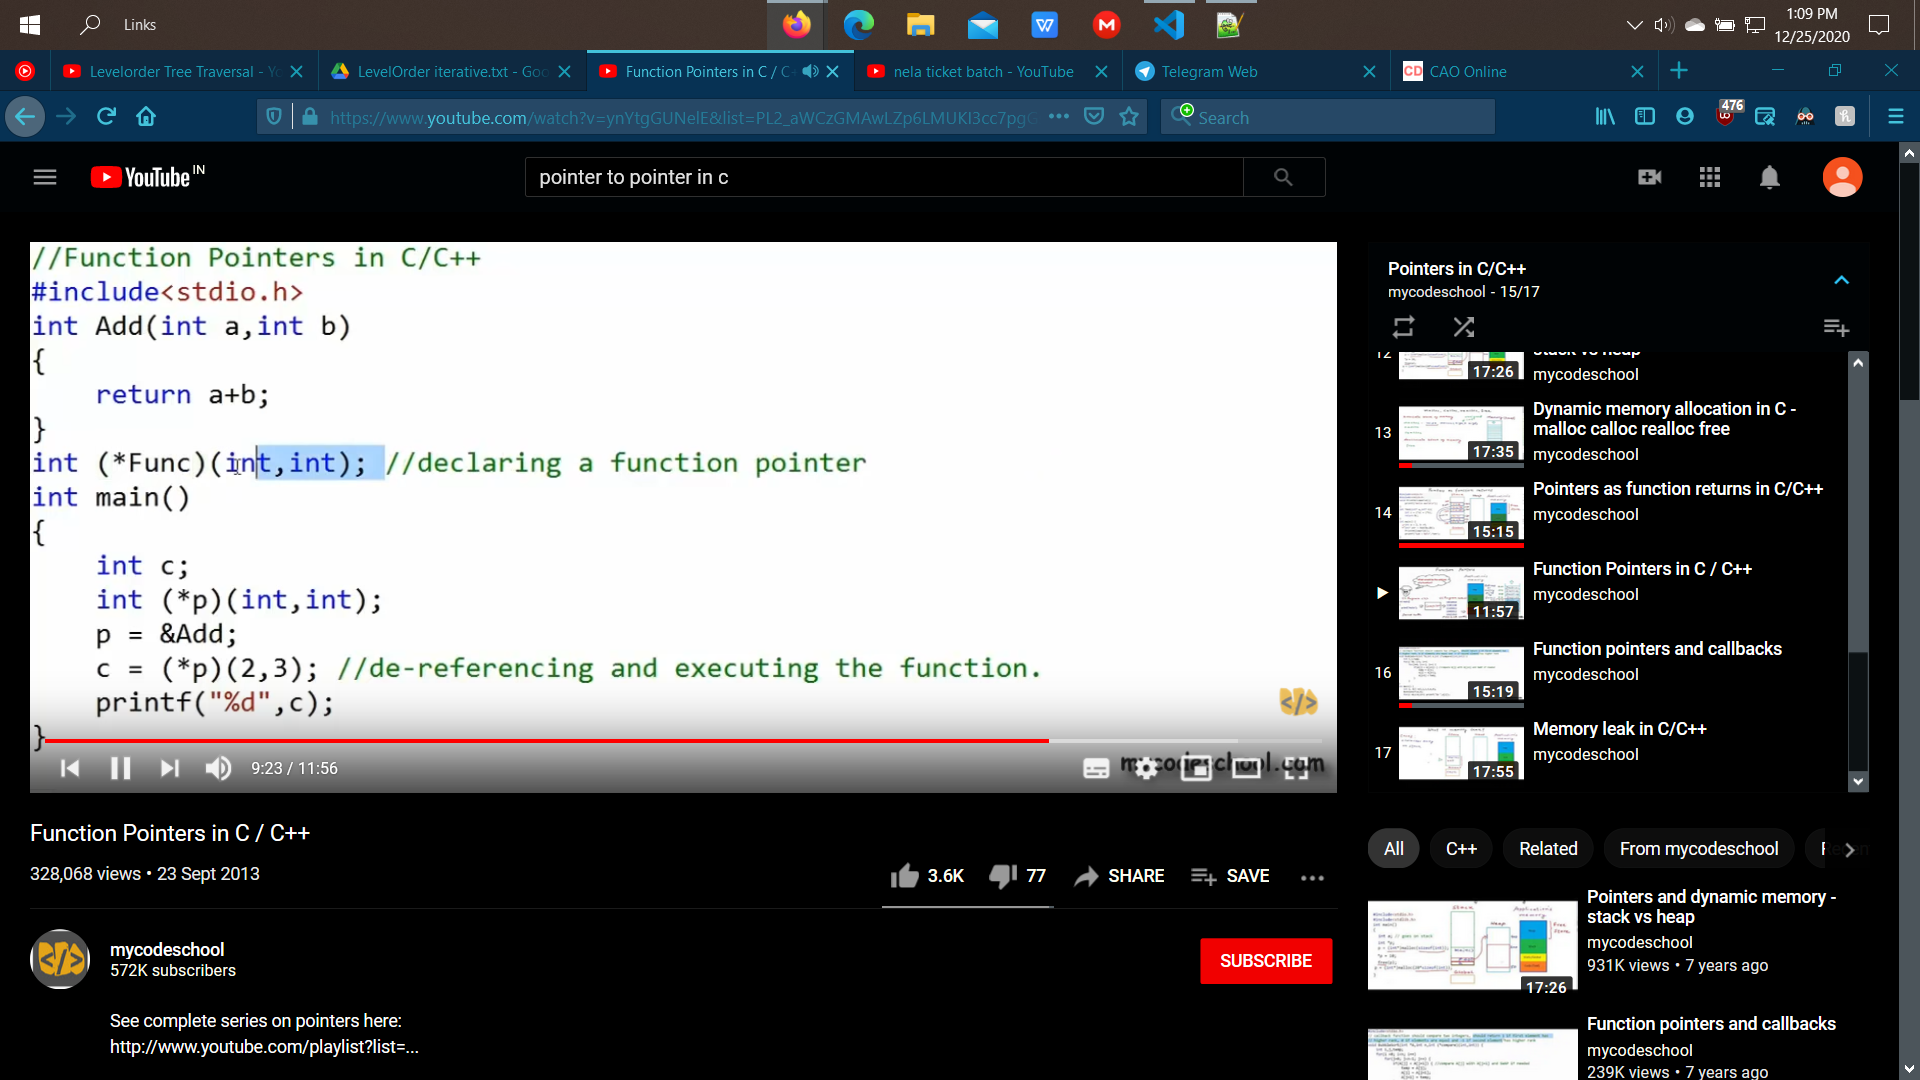 Links
1:09 PM
12/25/2020
Levelorder Tree Traversal - Yo
LevelOrder iterative.txt - Goo
Function Pointers in C / C
nela ticket batch - YouTube
Telegram Web
CD CAO Online
https://www.youtube.com/watch?v=ynYtgGUNelE&list=PL2_aWCzGMAwLZp6LMUKI3cc7pgG
Search
476
YouTube IN
pointer to pointer in c
//Function Pointers in C/C++
#include<stdio.h>
int Add(int a,int b)
{
return a+b;
}
int (*Func)(int,int); //declaring a function pointer
int main()
{
int c;
int (*p)(int,int);
p = &Add;
c = (*p)(2,3); //de-referencing and executing the function.
printf("%d",c);
}
</>
mycodeschool.com
9:23 / 11:56
Function Pointers in C / C++
328,068 views • 23 Sept 2013
3.6K
77
SHARE
SAVE
mycodeschool
572K subscribers
SUBSCRIBE
See complete series on pointers here:
http://www.youtube.com/playlist?list=...
Pointers in C/C++
mycodeschool - 15/17
12
stack vs heap
mycodeschool
17:26
13
Dynamic memory allocation in C -
malloc calloc realloc free
mycodeschool
17:35
14
Pointers as function returns in C/C++
mycodeschool
15:15
Function Pointers in C / C++
mycodeschool
11:57
16
Function pointers and callbacks
mycodeschool
15:19
17
Memory leak in C/C++
mycodeschool
17:55
All
C++
Related
From mycodeschool
Pointers and dynamic memory -
stack vs heap
mycodeschool
931K views • 7 years ago
17:26
Function pointers and callbacks
mycodeschool
239K views • 7 years ago